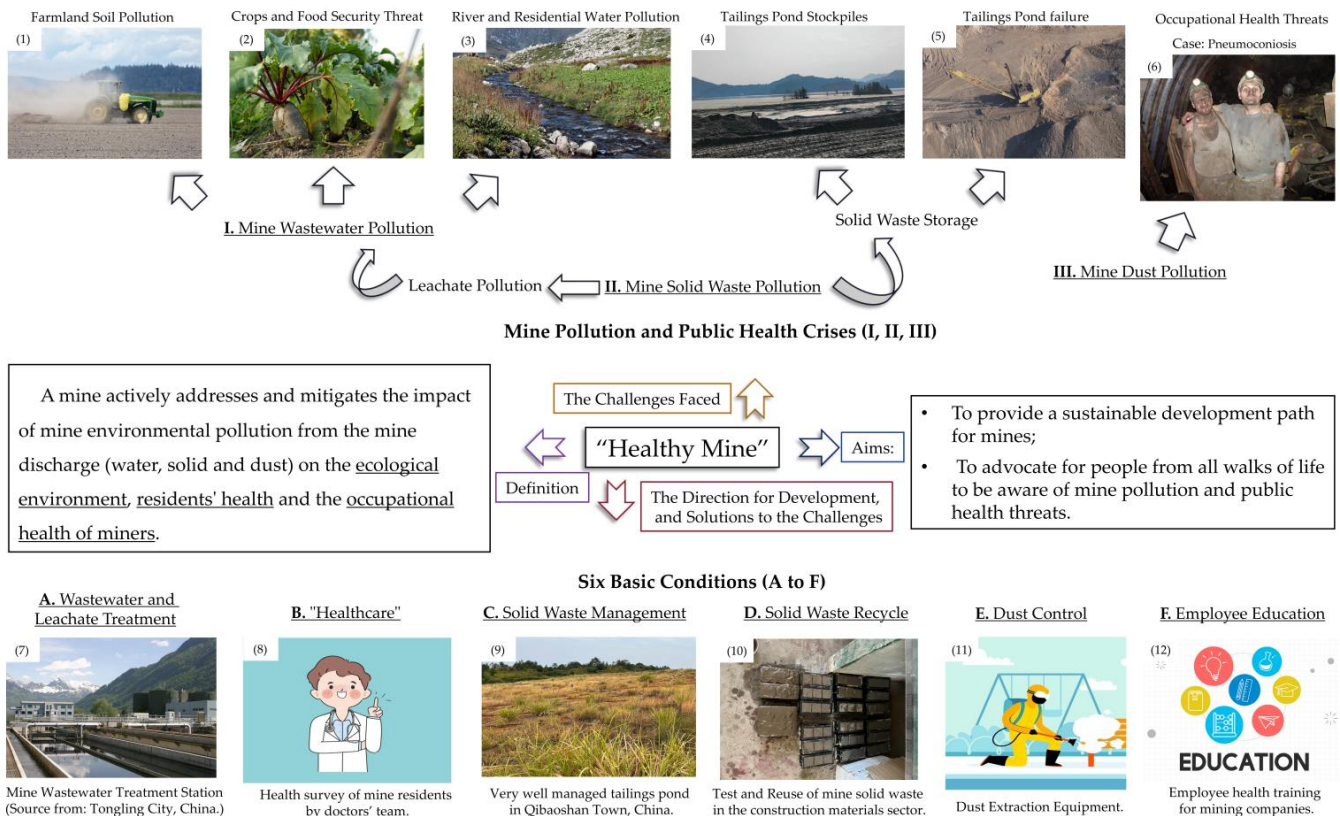 Farmland Soil Pollution
Crops and Food Security Threat
River and Residential Water Pollution
Tailings Pond Stockpiles
Tailings Pond failure
Occupational Health Threats
Case: Pneumoconiosis
(1)
(2)
(3)
(4)
(5)
(6)
I. Mine Wastewater Pollution
Solid Waste Storage
Leachate Pollution
II. Mine Solid Waste Pollution
III. Mine Dust Pollution
Mine Pollution and Public Health Crises (I, II, III)
A mine actively addresses and mitigates the impact
of mine environmental pollution from the mine
discharge (water, solid and dust) on the ecological
environment, residents' health and the occupational
health of miners.
The Challenges Faced
"Healthy Mine"
Definition
Aims:
The Direction for Development,
and Solutions to the Challenges
• To provide a sustainable development path
for mines;
• To advocate for people from all walks of life
to be aware of mine pollution and public
health threats.
Six Basic Conditions (A to F)
A. Wastewater and
Leachate Treatment
(7)
Mine Wastewater Treatment Station
(Source from: Tongling City, China.)
B. "Healthcare"
(8)
Health survey of mine residents
by doctors' team.
C. Solid Waste Management
(9)
Very well managed tailings pond
in Qibaoshan Town, China.
D. Solid Waste Recycle
(10)
Test and Reuse of mine solid waste
in the construction materials sector.
E. Dust Control
(11)
Dust Extraction Equipment.
F. Employee Education
(12)
EDUCATION
Employee health training
for mining companies.